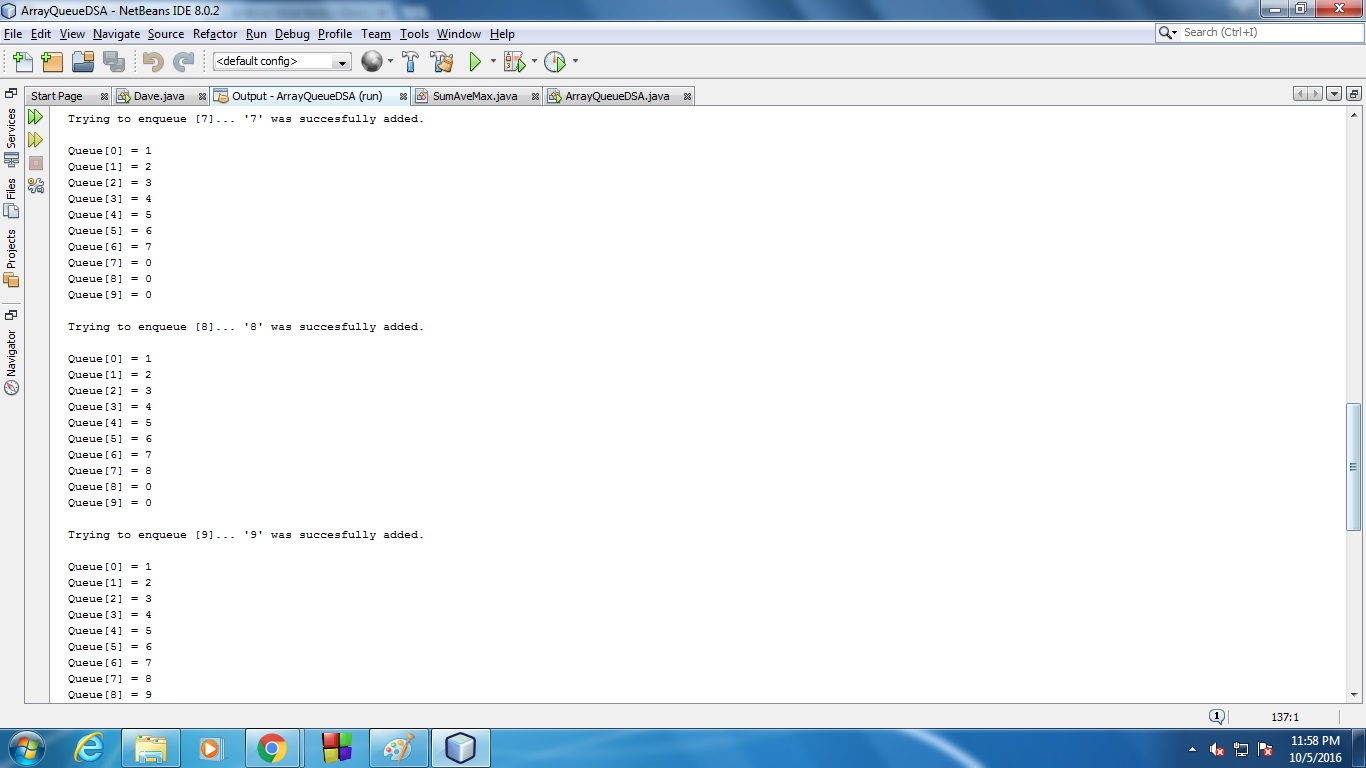 ArrayQueueDSA - NetBeans IDE 8.0.2
File Edit View Navigate Source Refactor Run Debug Profile Team Tools Window Help
Search (Ctrl+I)
<default config>
Start Page Dave.java Output - ArrayQueueDSA (run) SumAveMax.java ArrayQueueDSA.java
Services
Files
Projects
Navigator
Trying to enqueue [7]... '7' was succesfully added.
Queue[0] = 1
Queue[1] = 2
Queue[2] = 3
Queue[3] = 4
Queue[4] = 5
Queue[5] = 6
Queue[6] = 7
Queue[7] = 0
Queue[8] = 0
Queue[9] = 0
Trying to enqueue [8]... '8' was succesfully added.
Queue[0] = 1
Queue[1] = 2
Queue[2] = 3
Queue[3] = 4
Queue[4] = 5
Queue[5] = 6
Queue[6] = 7
Queue[7] = 8
Queue[8] = 0
Queue[9] = 0
Trying to enqueue [9]... '9' was succesfully added.
Queue[0] = 1
Queue[1] = 2
Queue[2] = 3
Queue[3] = 4
Queue[4] = 5
Queue[5] = 6
Queue[6] = 7
Queue[7] = 8
Queue[8] = 9
1
137:1
11:58 PM
10/5/2016